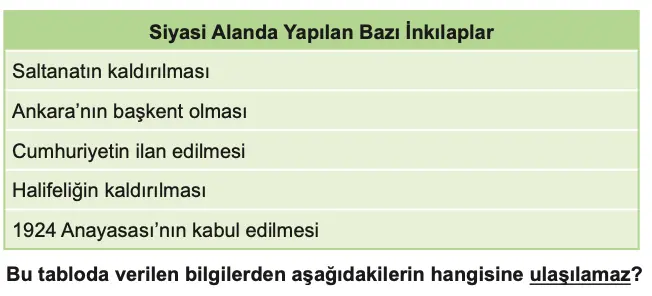 Siyasi Alanda Yapılan Bazı İnkılaplar
Saltanatın kaldırılması
Ankara’nın başkent olması
Cumhuriyetin ilan edilmesi
Halifeliğin kaldırılması
1924 Anayasası’nın kabul edilmesi
Bu tabloda verilen bilgilerden aşağıdakilerin hangisine ulaşılamaz?